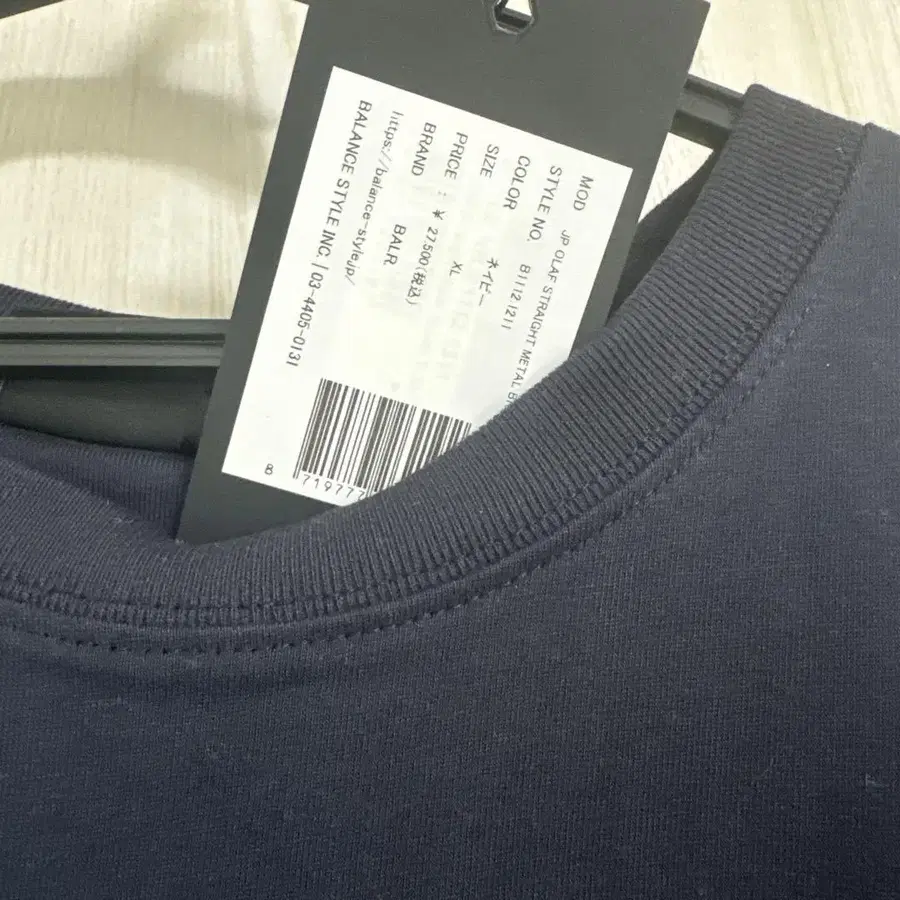 MOD JP OLAF STRAIGHT METAL
STYLE NO. B1112.1211
COLOR ネイビー
SIZE XL
PRICE : ¥ 27,500(税込)
BRAND BALR.
https://balance-style.jp/
BALANCE STYLE INC. | 03-4405-0131
8 719777